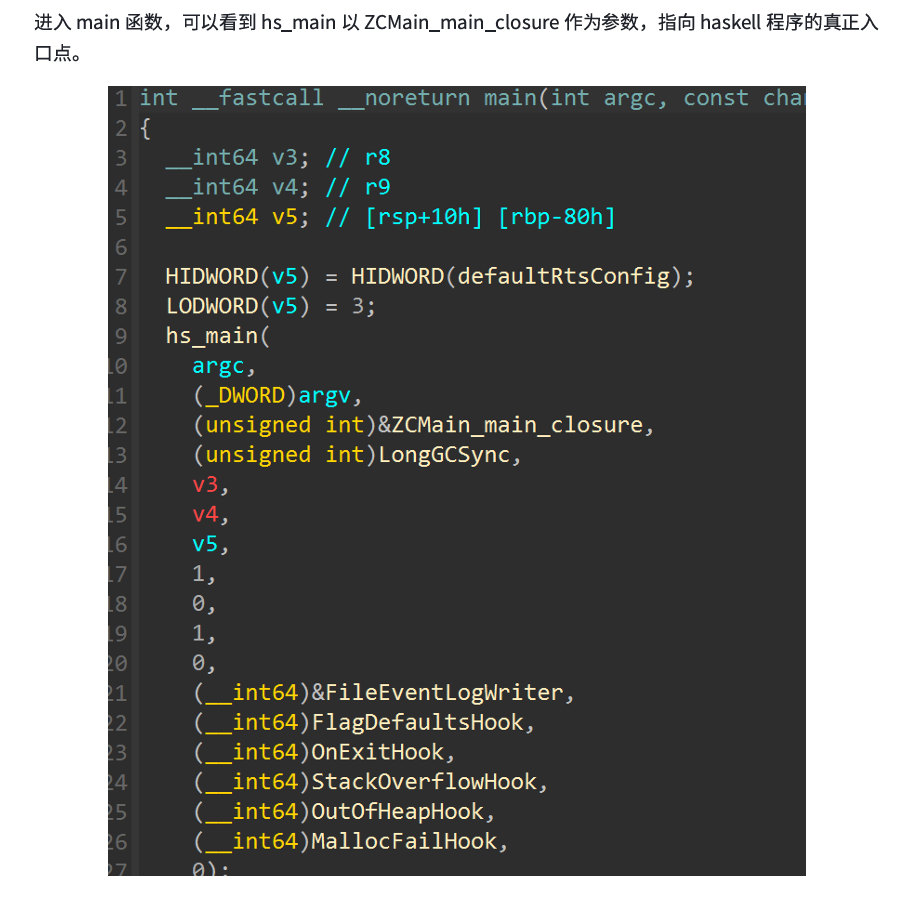 进入 main 函数，可以看到 hs_main 以 ZCMain_main_closure 作为参数，指向 haskell 程序的真正入
口点。
1 int __fastcall __noreturn main(int argc, const cha
2 {
3 __int64 v3; // r8
4 __int64 v4; // r9
5 __int64 v5; // [rsp+10h] [rbp-80h]
6
7 HIDWORD(v5) = HIDWORD(defaultRtsConfig);
8 LODWORD(v5) = 3;
9 hs_main(
10 argc,
11 (_DWORD)argv,
12 (unsigned int)&ZCMain_main_closure,
13 (unsigned int)LongGCSync,
14 v3,
15 v4,
16 v5,
17 1,
18 0,
19 1,
20 0,
21 (__int64)&FileEventLogWriter,
22 (__int64)FlagDefaultsHook,
23 (__int64)OnExitHook,
24 (__int64)StackOverflowHook,
25 (__int64)OutOfHeapHook,
26 (__int64)MallocFailHook,
27 0);